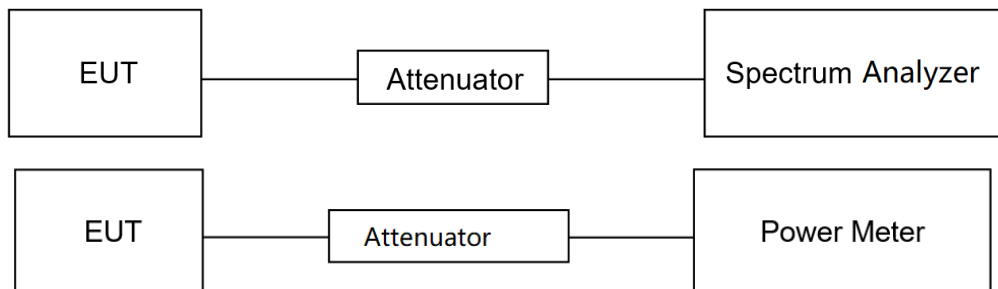 EUT
Attenuator
Spectrum Analyzer
EUT
Attenuator
Power Meter